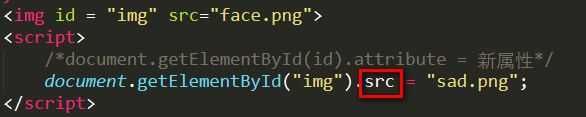 <img id = "img" src="face.png">
<script>
/*document.getElementById(id).attribute = 新属性*/
document.getElementById("img").src = "sad.png";
</script>